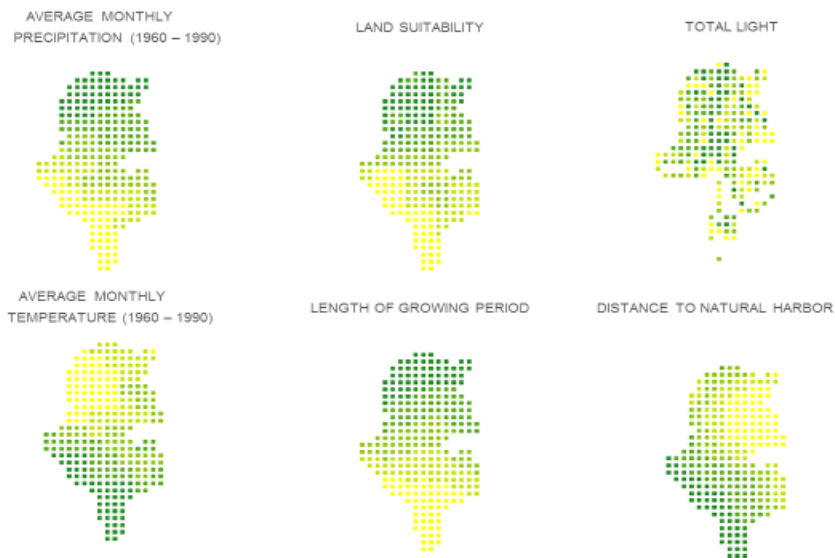 AVERAGE MONTHLY
PRECIPITATION (1960 – 1990)
LAND SUITABILITY
TOTAL LIGHT
AVERAGE MONTHLY
TEMPERATURE (1960 – 1990)
LENGTH OF GROWING PERIOD
DISTANCE TO NATURAL HARBOR